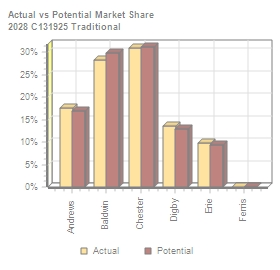 Actual vs Potential Market Share
2028 C131925 Traditional
30%
25%
20%
15%
10%
5%
0%
Andrews
Baldwin
Chester
Digby
Erie
Ferris
Actual
Potential